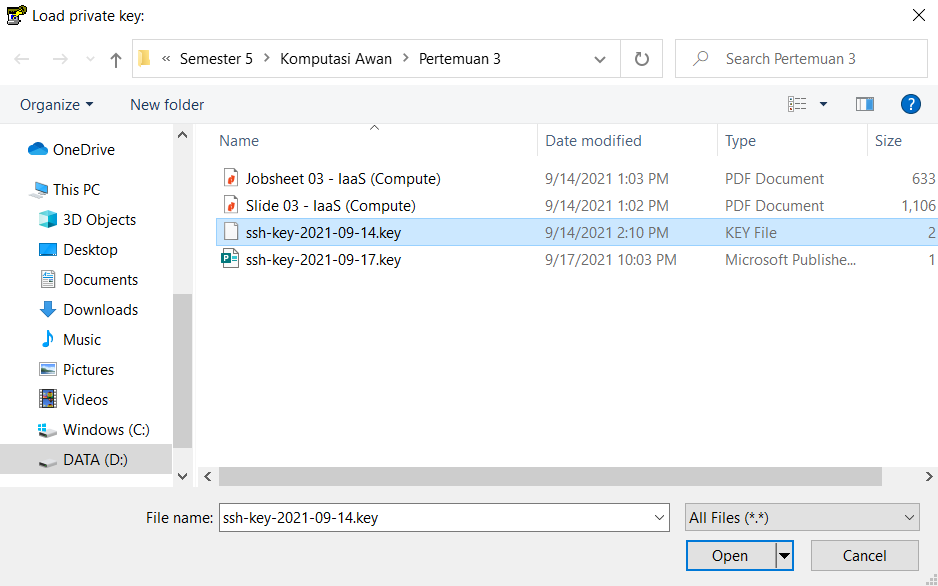 Load private key:
« Semester 5 > Komputasi Awan > Pertemuan 3
Search Pertemuan 3
Organize
New folder
?
Name
Date modified
Type
Size
OneDrive
This PC
3D Objects
Desktop
Documents
Downloads
Music
Pictures
Videos
Windows (C:)
DATA (D:)
Jobsheet 03 - IaaS (Compute) 9/14/2021 1:03 PM PDF Document 633
Slide 03 - IaaS (Compute) 9/14/2021 1:02 PM PDF Document 1,106
ssh-key-2021-09-14.key 9/14/2021 2:10 PM KEY File 2
ssh-key-2021-09-17.key 9/17/2021 10:03 PM Microsoft Publishe... 1
File name: ssh-key-2021-09-14.key
All Files (*.*)
Open
Cancel